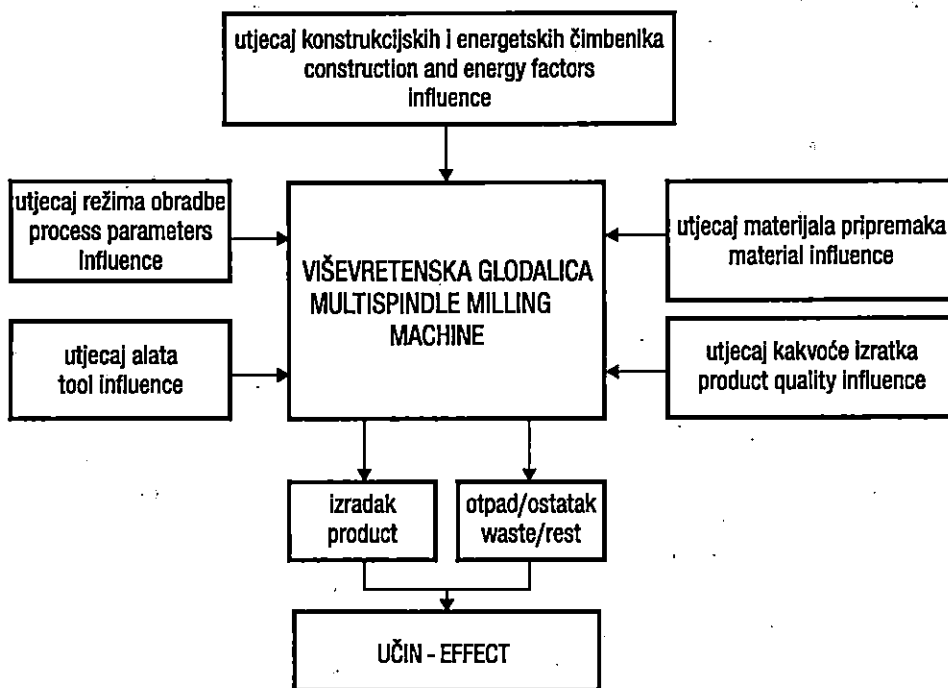 utjecaj konstrukcijskih i energetskih čimbenika
construction and energy factors
influence
utjecaj režima obradbe
process parameters
Influence
utjecaj materijala pripremaka
material influence
VIŠEVRETENSKA GLODALICA
MULTISPINDLE MILLING
MACHINE
utjecaj alata
tool influence
utjecaj kakvoće izratka
product quality influence
izradak
product
otpad/ostatak
waste/rest
UČIN - EFFECT